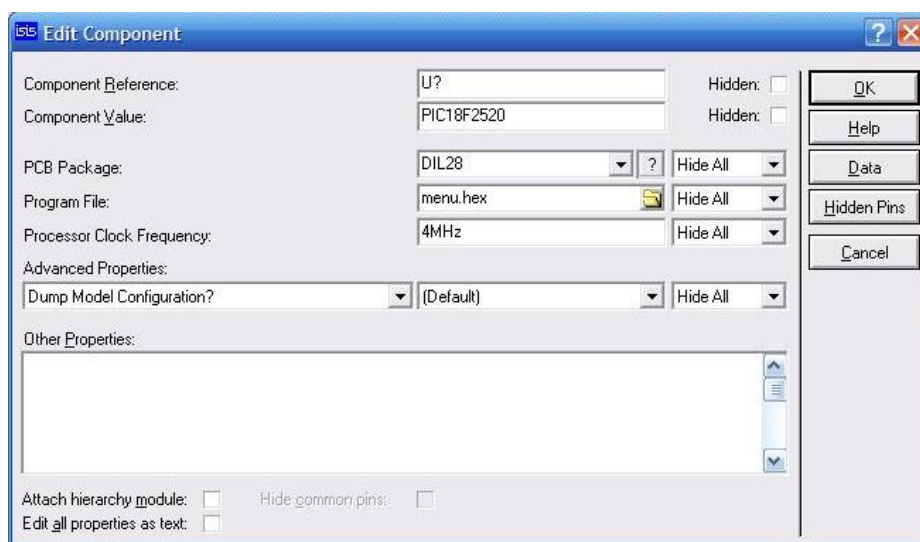 isis Edit Component ?
Component Reference: U? Hidden:
Component Value: PIC18F2520 Hidden:
PCB Package: DIL28 ? Hide All
Program File: menu.hex Hide All
Processor Clock Frequency: 4MHz Hide All
Advanced Properties:
Dump Model Configuration? (Default) Hide All
Other Properties:
Attach hierarchy module: Hide common pins:
Edit all properties as text:
OK
Help
Data
Hidden Pins
Cancel